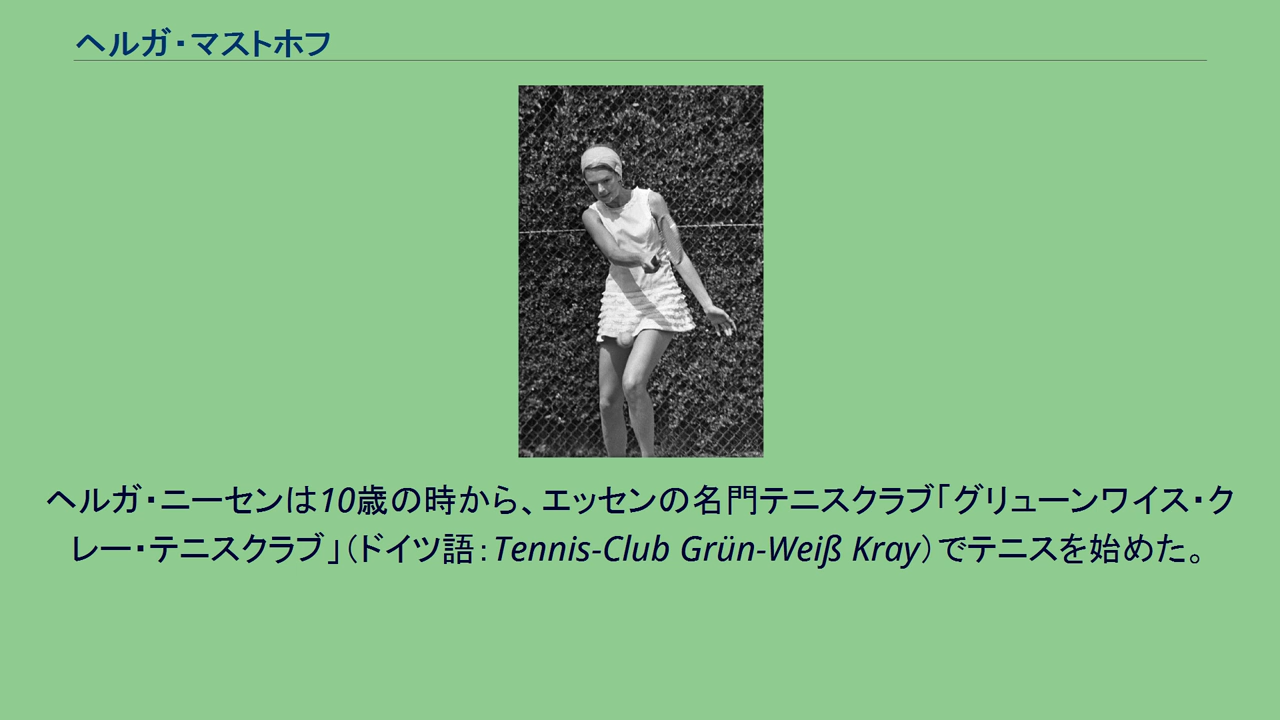 ヘルガ・マストホフ
ヘルガ・ニーセンは10歳の時から、エッセンの名門テニスクラブ「グリューンワイス・ク
レー・テニスクラブ」（ドイツ語：Tennis-Club Grün-Weiß Kray）でテニスを始めた。